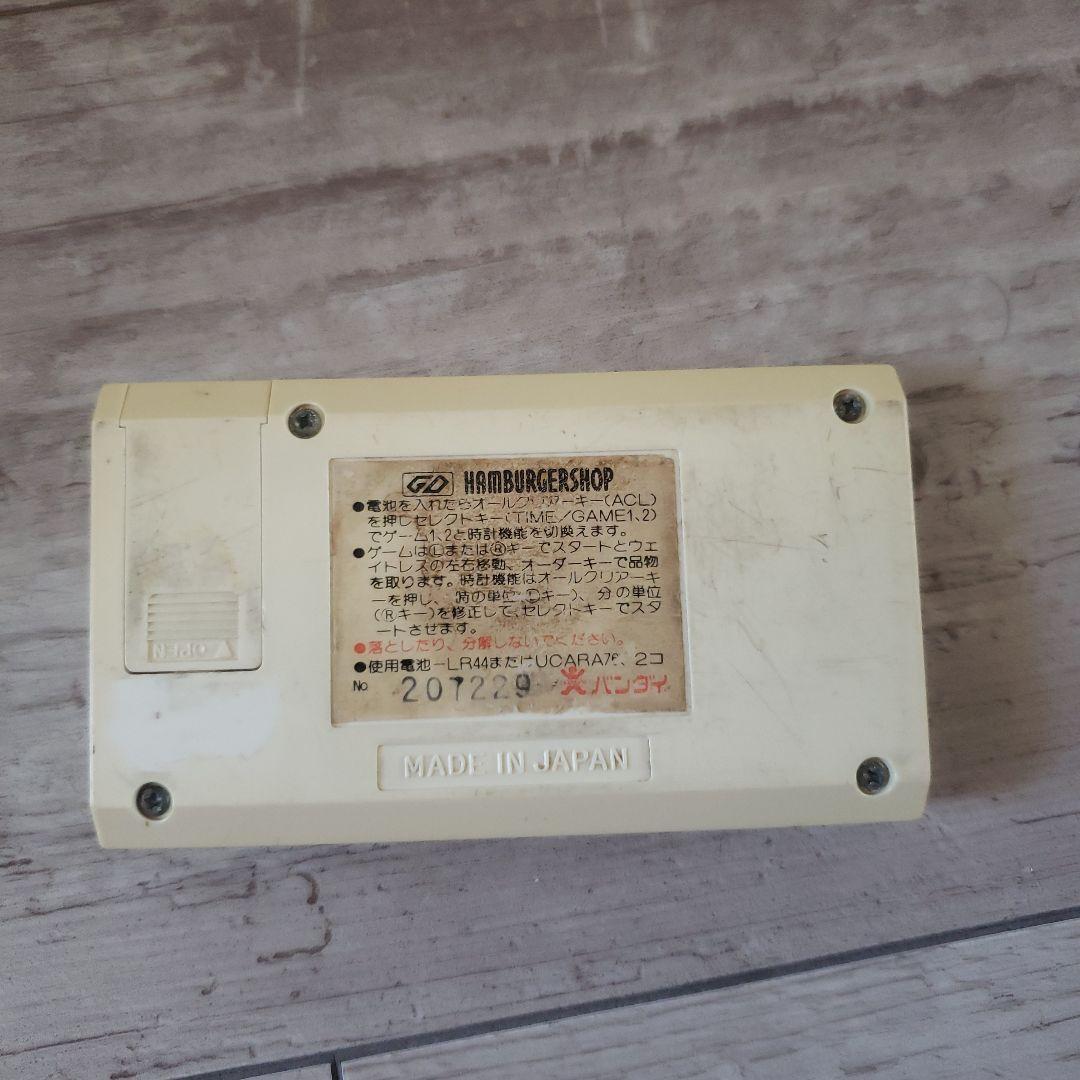 GD HAMBURGERSHOP
●電池を入れたらオールクリアーキー(ACL)
を押しセレクトキー(TIME/GAME1、2)
でゲーム1、2と時計機能を切換えます。
●ゲームはⓁまたはⓇキーでスタートとウェ
イトレスの左右移動、オーダーキーで品物
を取ります。時計機能はオールクリアーキ
ーを押し、時の単位(Ⓛキー)、分の単位
(Ⓡキー)を修正して、セレクトキーでスタ
ートさせます。
●落としたり、分解しないでください。
●使用電池-LR44またはUCARA76、2コ
No 207229 バンダイ
OPEN
MADE IN JAPAN